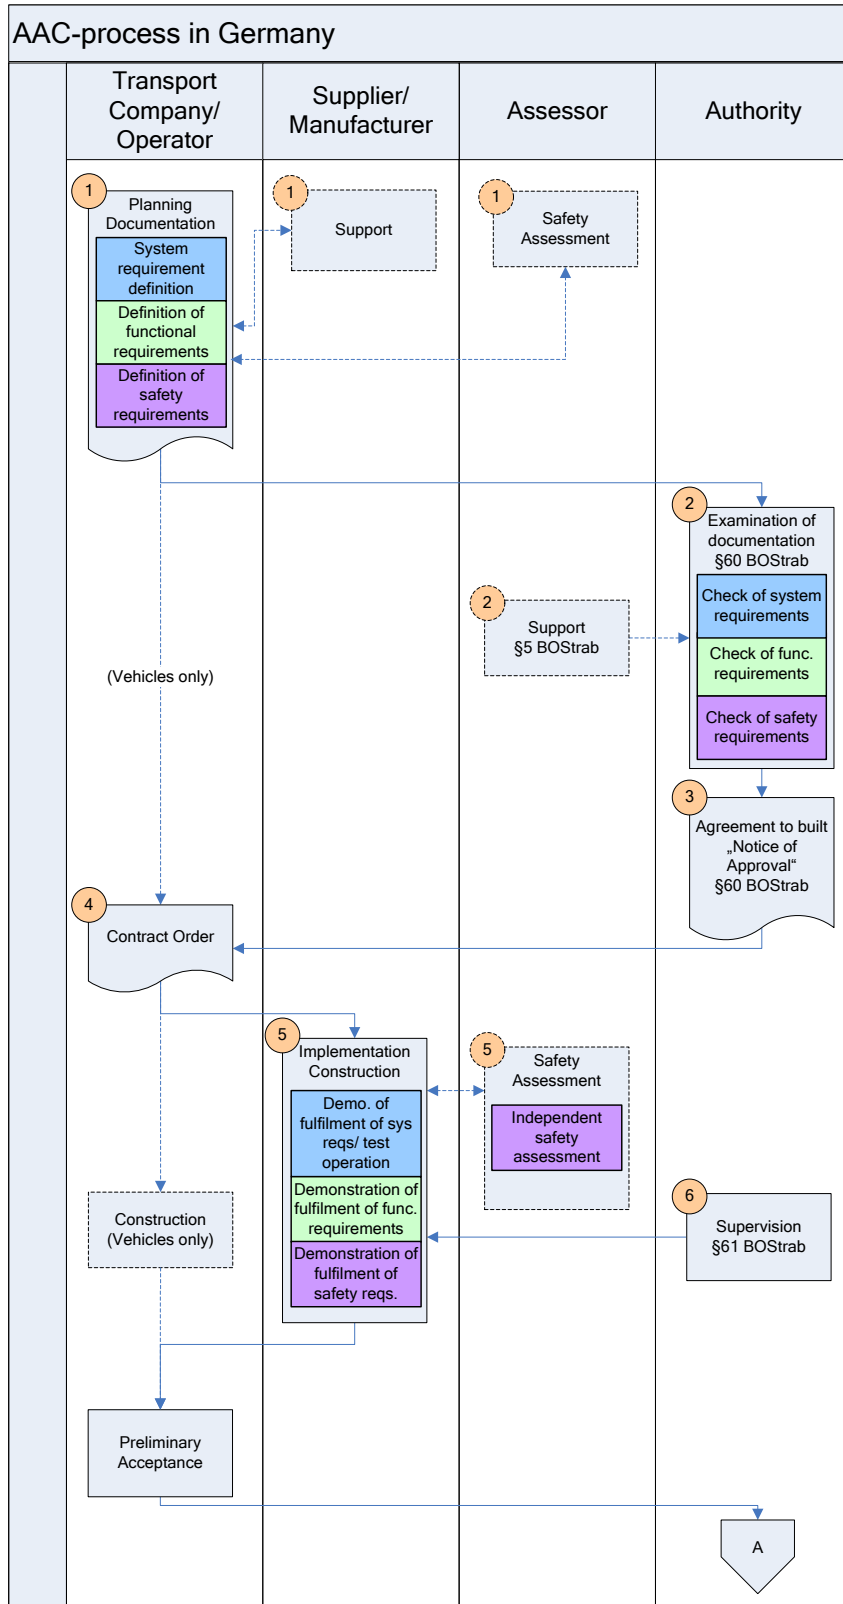 AAC-process in Germany
Transport
Company/
Operator
Supplier/
Manufacturer
Assessor
Authority
1
Planning
Documentation
System
requirement
definition
Definition of
functional
requirements
Definition of
safety
requirements
1
Support
1
Safety
Assessment
2
Examination of
documentation
§60 BOStrab
Check of system
requirements
Check of func.
requirements
Check of safety
requirements
2
Support
§5 BOStrab
(Vehicles only)
3
Agreement to built
„Notice of
Approval“
§60 BOStrab
4
Contract Order
5
Implementation
Construction
Demo. of
fulfilment of sys
reqs/ test
operation
Demonstration of
fulfilment of func.
requirements
Demonstration of
fulfilment of
safety reqs.
5
Safety
Assessment
Independent
safety
assessment
6
Supervision
§61 BOStrab
Construction
(Vehicles only)
Preliminary
Acceptance
A